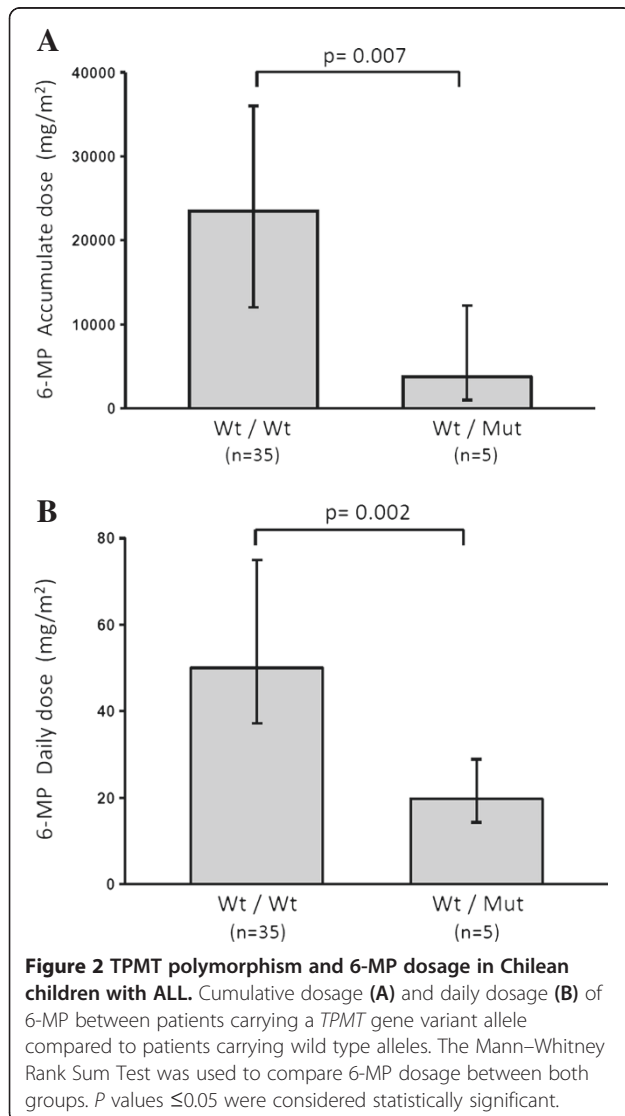 A
p= 0.007
6-MP Accumulate dose (mg/m²)
40000
30000
20000
10000
0
Wt / Wt
Wt / Mut
(n=35)
(n=5)
B
p= 0.002
6-MP Daily dose (mg/m²)
80
60
40
20
0
Wt / Wt
Wt / Mut
(n=35)
(n=5)
Figure 2 TPMT polymorphism and 6-MP dosage in Chilean
children with ALL. Cumulative dosage (A) and daily dosage (B) of
6-MP between patients carrying a TPMT gene variant allele
compared to patients carrying wild type alleles. The Mann–Whitney
Rank Sum Test was used to compare 6-MP dosage between both
groups. P values ≤0.05 were considered statistically significant.